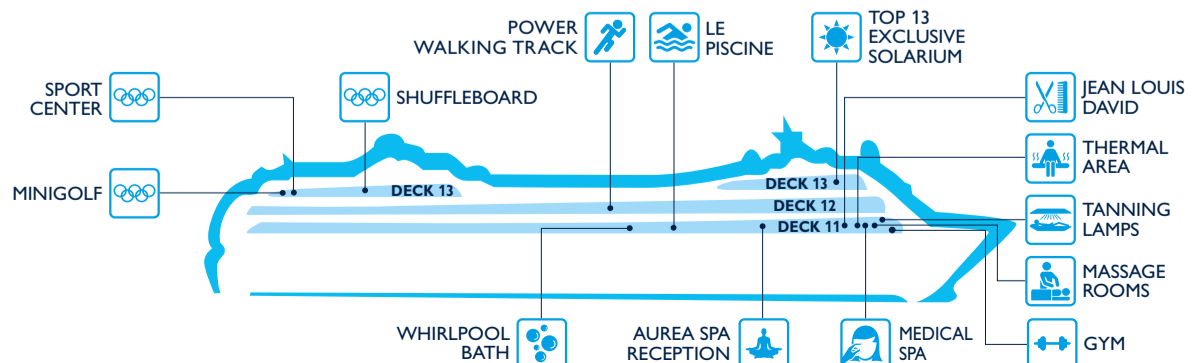 POWER
WALKING TRACK
LE
PISCINE
TOP 13
EXCLUSIVE
SOLARIUM
SPORT
CENTER
SHUFFLEBOARD
JEAN LOUIS
DAVID
THERMAL
AREA
MINIGOLF
DECK 13
DECK 13
DECK 12
DECK 11
TANNING
LAMPS
MASSAGE
ROOMS
WHIRLPOOL
BATH
AUREA SPA
RECEPTION
MEDICAL
SPA
GYM